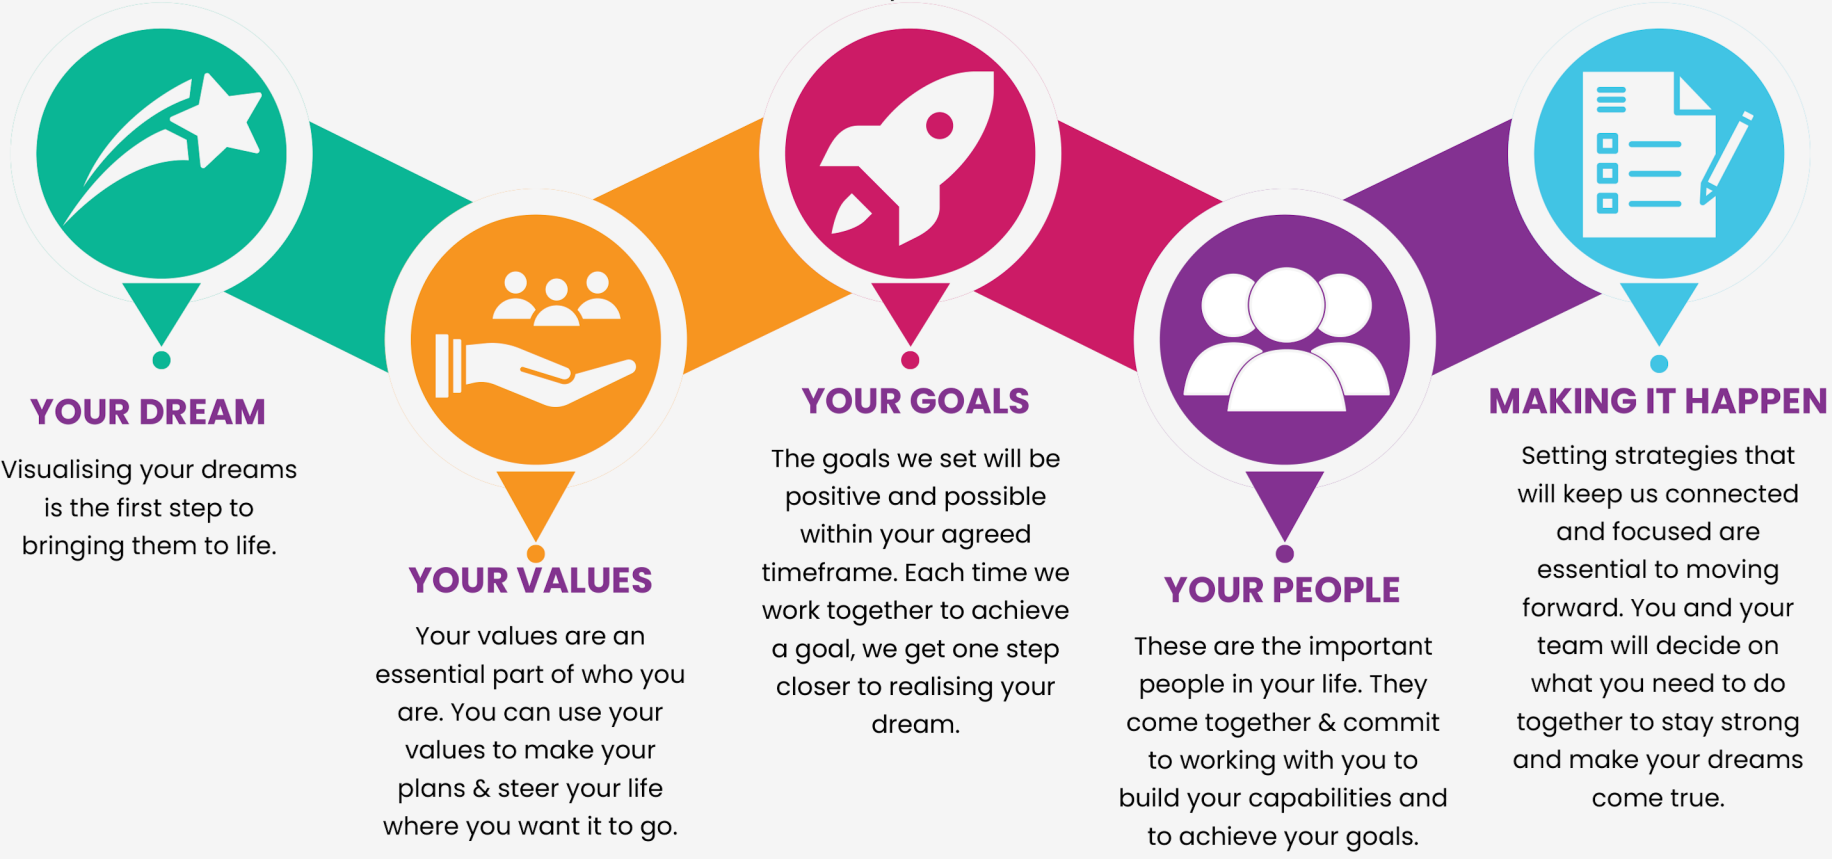 YOUR DREAM
Visualising your dreams
is the first step to
bringing them to life.
YOUR VALUES
Your values are an
essential part of who you
are. You can use your
values to make your
plans & steer your life
where you want it to go.
YOUR GOALS
The goals we set will be
positive and possible
within your agreed
timeframe. Each time we
work together to achieve
a goal, we get one step
closer to realising your
dream.
YOUR PEOPLE
These are the important
people in your life. They
come together & commit
to working with you to
build your capabilities and
to achieve your goals.
MAKING IT HAPPEN
Setting strategies that
will keep us connected
and focused are
essential to moving
forward. You and your
team will decide on
what you need to do
together to stay strong
and make your dreams
come true.